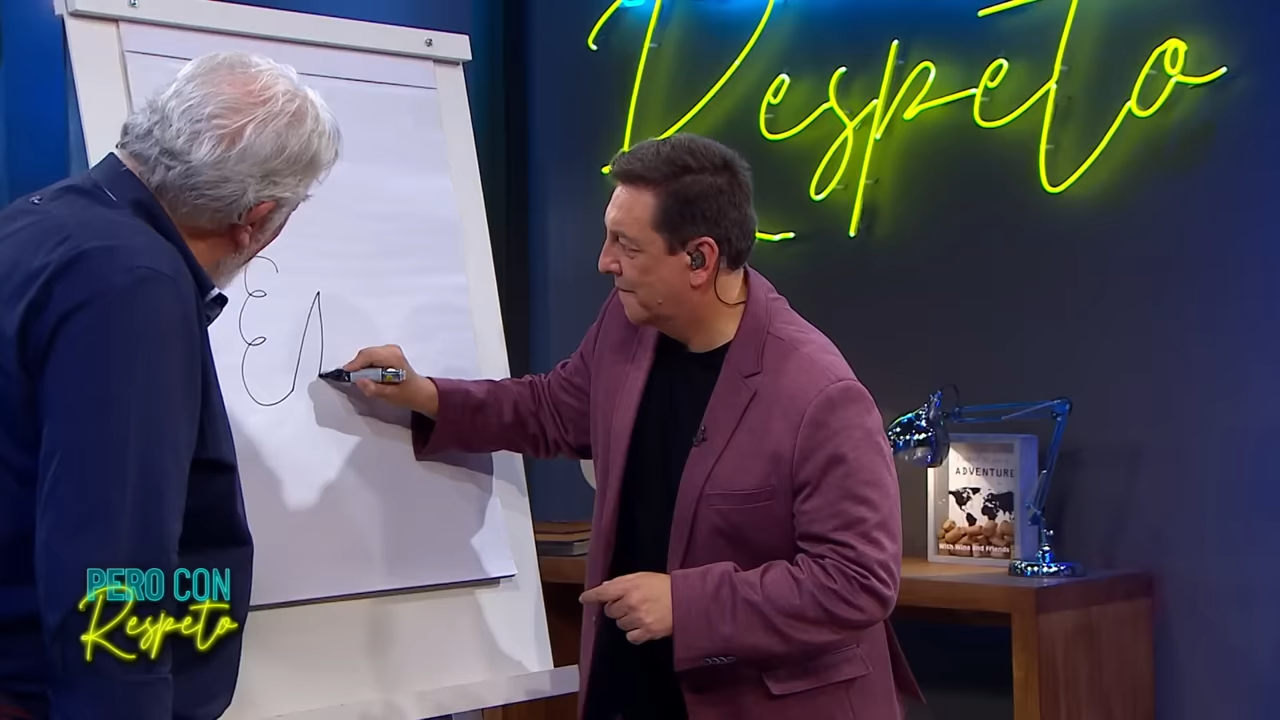 Respeto
ADVENTURE
With Wine and Friends
PERO CON
Respeto